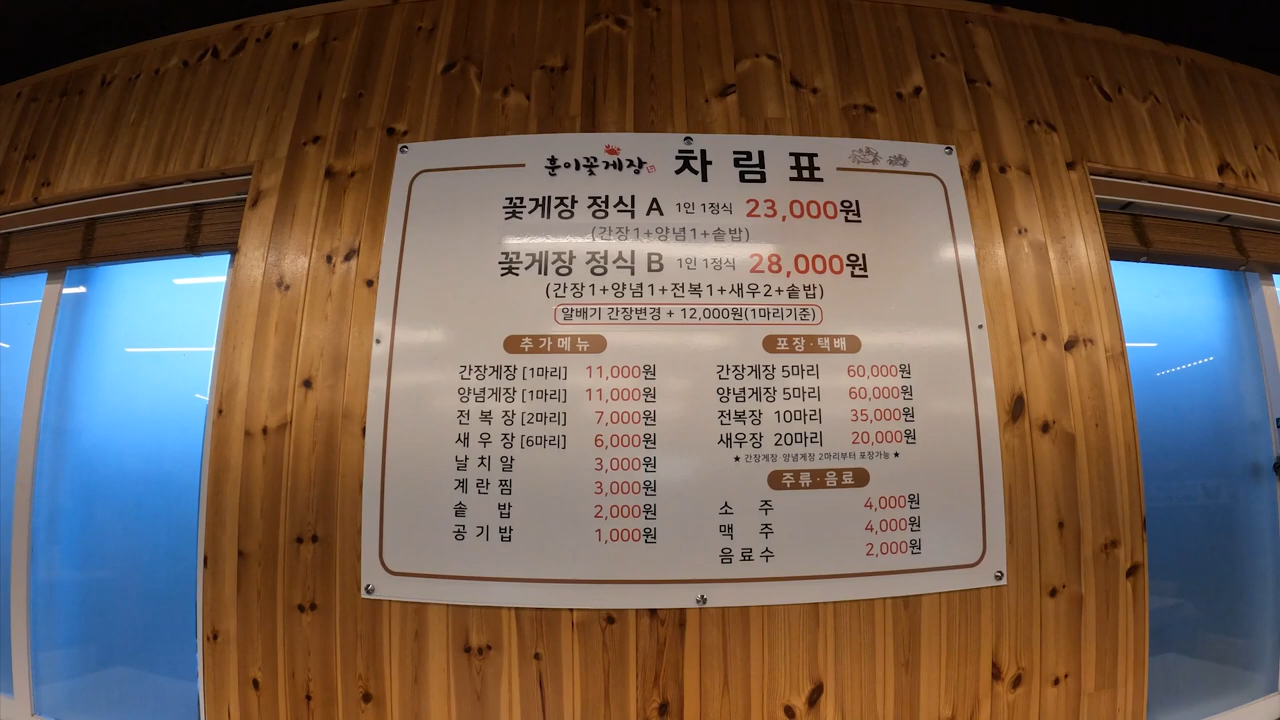 훈이꽃게장 차림표
꽃게장 정식 A 1인 1정식 23,000원
(간장1+양념1+솥밥)
꽃게장 정식 B 1인 1정식 28,000원
(간장1+양념1+전복1+새우2+솥밥)
알배기 간장변경 + 12,000원(1마리기준)
추가메뉴
간장게장 [1마리] 11,000원
양념게장 [1마리] 11,000원
전복장 [2마리] 7,000원
새우장 [6마리] 6,000원
날치알 3,000원
계란찜 3,000원
솥밥 2,000원
공기밥 1,000원
포장·택배
간장게장 5마리 60,000원
양념게장 5마리 60,000원
전복장 10마리 35,000원
새우장 20마리 20,000원
★ 간장게장·양념게장 2마리부터 포장가능 ★
주류·음료
소주 4,000원
맥주 4,000원
음료수 2,000원